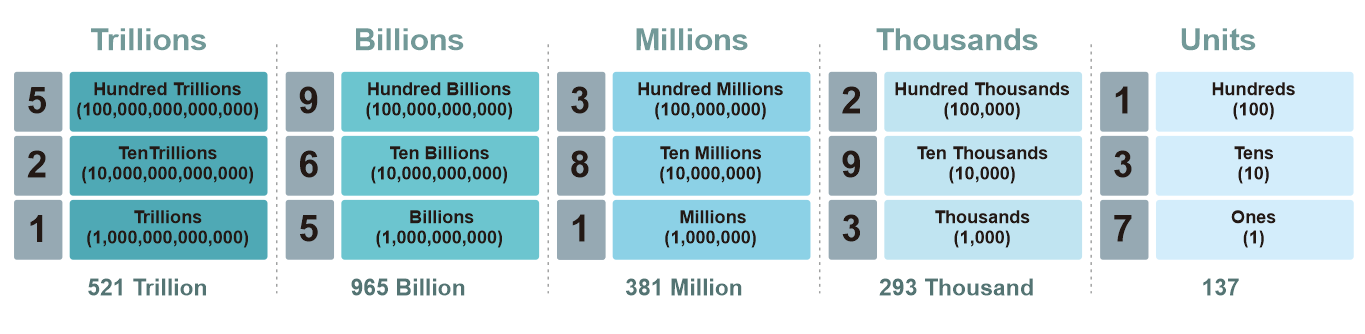 Trillions
5
Hundred Trillions
(100,000,000,000,000)
2
TenTrillions
(10,000,000,000,000)
1
Trillions
(1,000,000,000,000)
521 Trillion
Billions
9
Hundred Billions
(100,000,000,000)
6
Ten Billions
(10,000,000,000)
5
Billions
(1,000,000,000)
965 Billion
Millions
3
Hundred Millions
(100,000,000)
8
Ten Millions
(10,000,000)
1
Millions
(1,000,000)
381 Million
Thousands
2
Hundred Thousands
(100,000)
9
Ten Thousands
(10,000)
3
Thousands
(1,000)
293 Thousand
Units
1
Hundreds
(100)
3
Tens
(10)
7
Ones
(1)
137